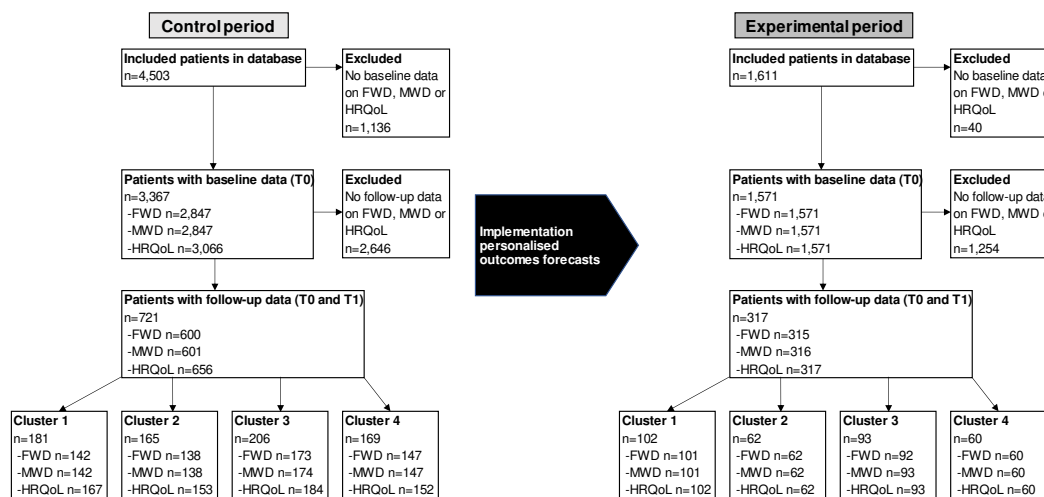 Control period
Included patients in database
n=4,503
Excluded
No baseline data
on FWD, MWD or
HRQoL
n=1,136
Patients with baseline data (T0)
n=3,367
-FWD n=2,847
-MWD n=2,847
-HRQoL n=3,066
Excluded
No follow-up data
on FWD, MWD or
HRQoL
n=2,646
Patients with follow-up data (T0 and T1)
n=721
-FWD n=600
-MWD n=601
-HRQoL n=656
Cluster 1
n=181
-FWD n=142
-MWD n=142
-HRQoL n=167
Cluster 2
n=165
-FWD n=138
-MWD n=138
-HRQoL n=153
Cluster 3
n=206
-FWD n=173
-MWD n=174
-HRQoL n=184
Cluster 4
n=169
-FWD n=147
-MWD n=147
-HRQoL n=152
Implementation
personalised
outcomes forecasts
Experimental period
Included patients in database
n=1,611
Excluded
No baseline data
on FWD, MWD o
HRQoL
n=40
Patients with baseline data (T0)
n=1,571
-FWD n=1,571
-MWD n=1,571
-HRQoL n=1,571
Excluded
No follow-up data
on FWD, MWD o
HRQoL
n=1,254
Patients with follow-up data (T0 and T1)
n=317
-FWD n=315
-MWD n=316
-HRQoL n=317
Cluster 1
n=102
-FWD n=101
-MWD n=101
-HRQoL n=102
Cluster 2
n=62
-FWD n=62
-MWD n=62
-HRQoL n=62
Cluster 3
n=93
-FWD n=92
-MWD n=93
-HRQoL n=93
Cluster 4
n=60
-FWD n=60
-MWD n=60
-HRQoL n=60